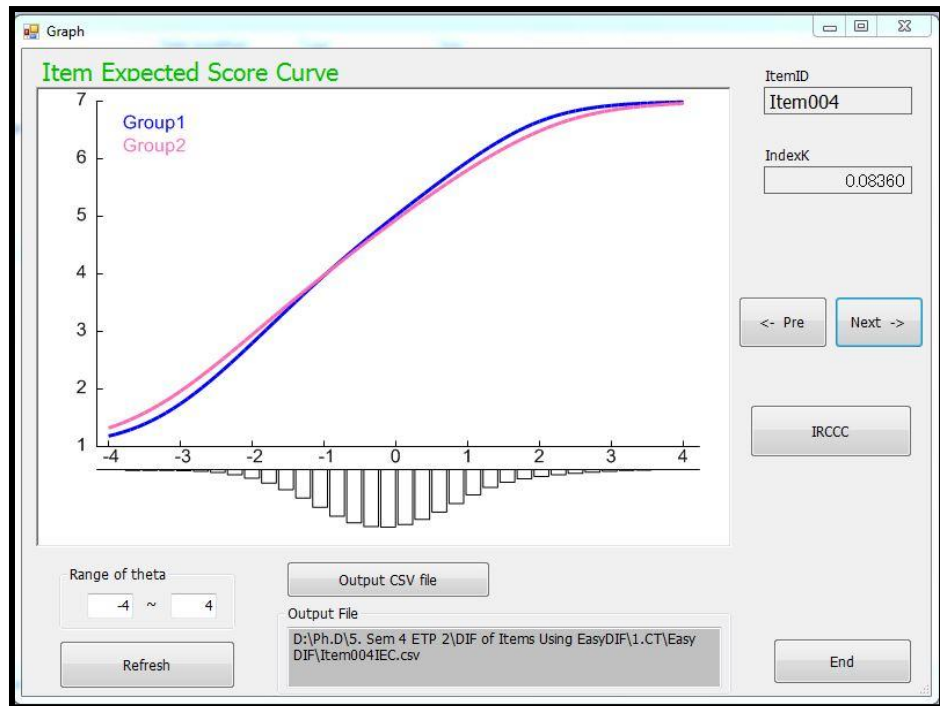 Graph
Item Expected Score Curve
7
6
5
4
3
2
1
Group1
Group2
-4 -3 -2 -1 0 1 2 3 4
ItemID
Item004
IndexK
0.08360
<- Pre
Next ->
IRCCC
Range of theta
-4 ~ 4
Refresh
Output CSV file
Output File
D:\Ph.D\5. Sem 4 ETP 2\DIF of Items Using EasyDIF\1.CT\Easy
DIF\Item004IEC.csv
End